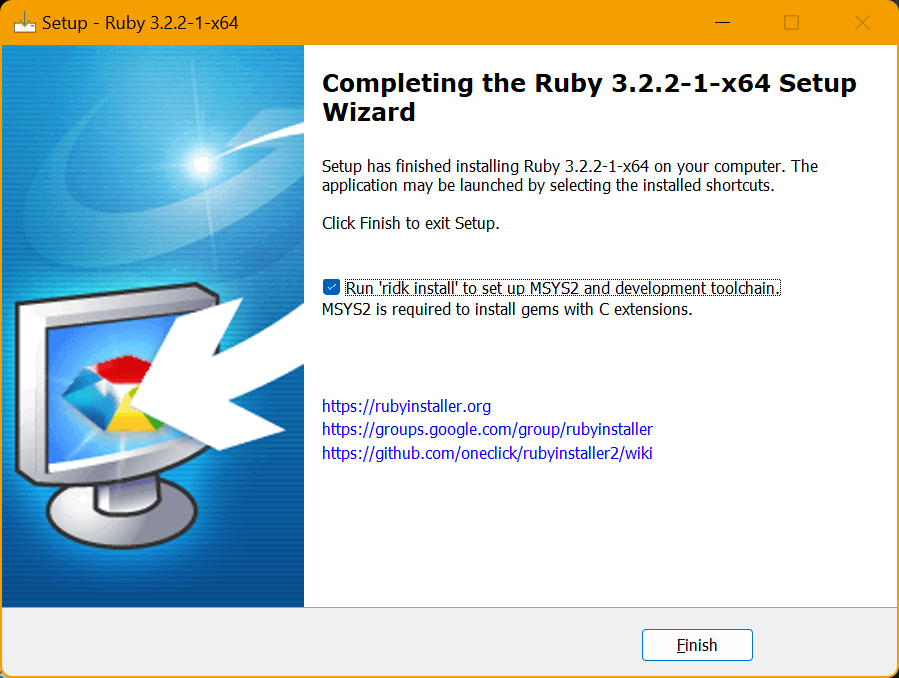 Setup - Ruby 3.2.2-1-x64
Completing the Ruby 3.2.2-1-x64 Setup
Wizard
Setup has finished installing Ruby 3.2.2-1-x64 on your computer. The
application may be launched by selecting the installed shortcuts.
Click Finish to exit Setup.
Run 'ridk install' to set up MSYS2 and development toolchain.
MSYS2 is required to install gems with C extensions.
https://rubyinstaller.org
https://groups.google.com/group/rubyinstaller
https://github.com/oneclick/rubyinstaller2/wiki
Finish